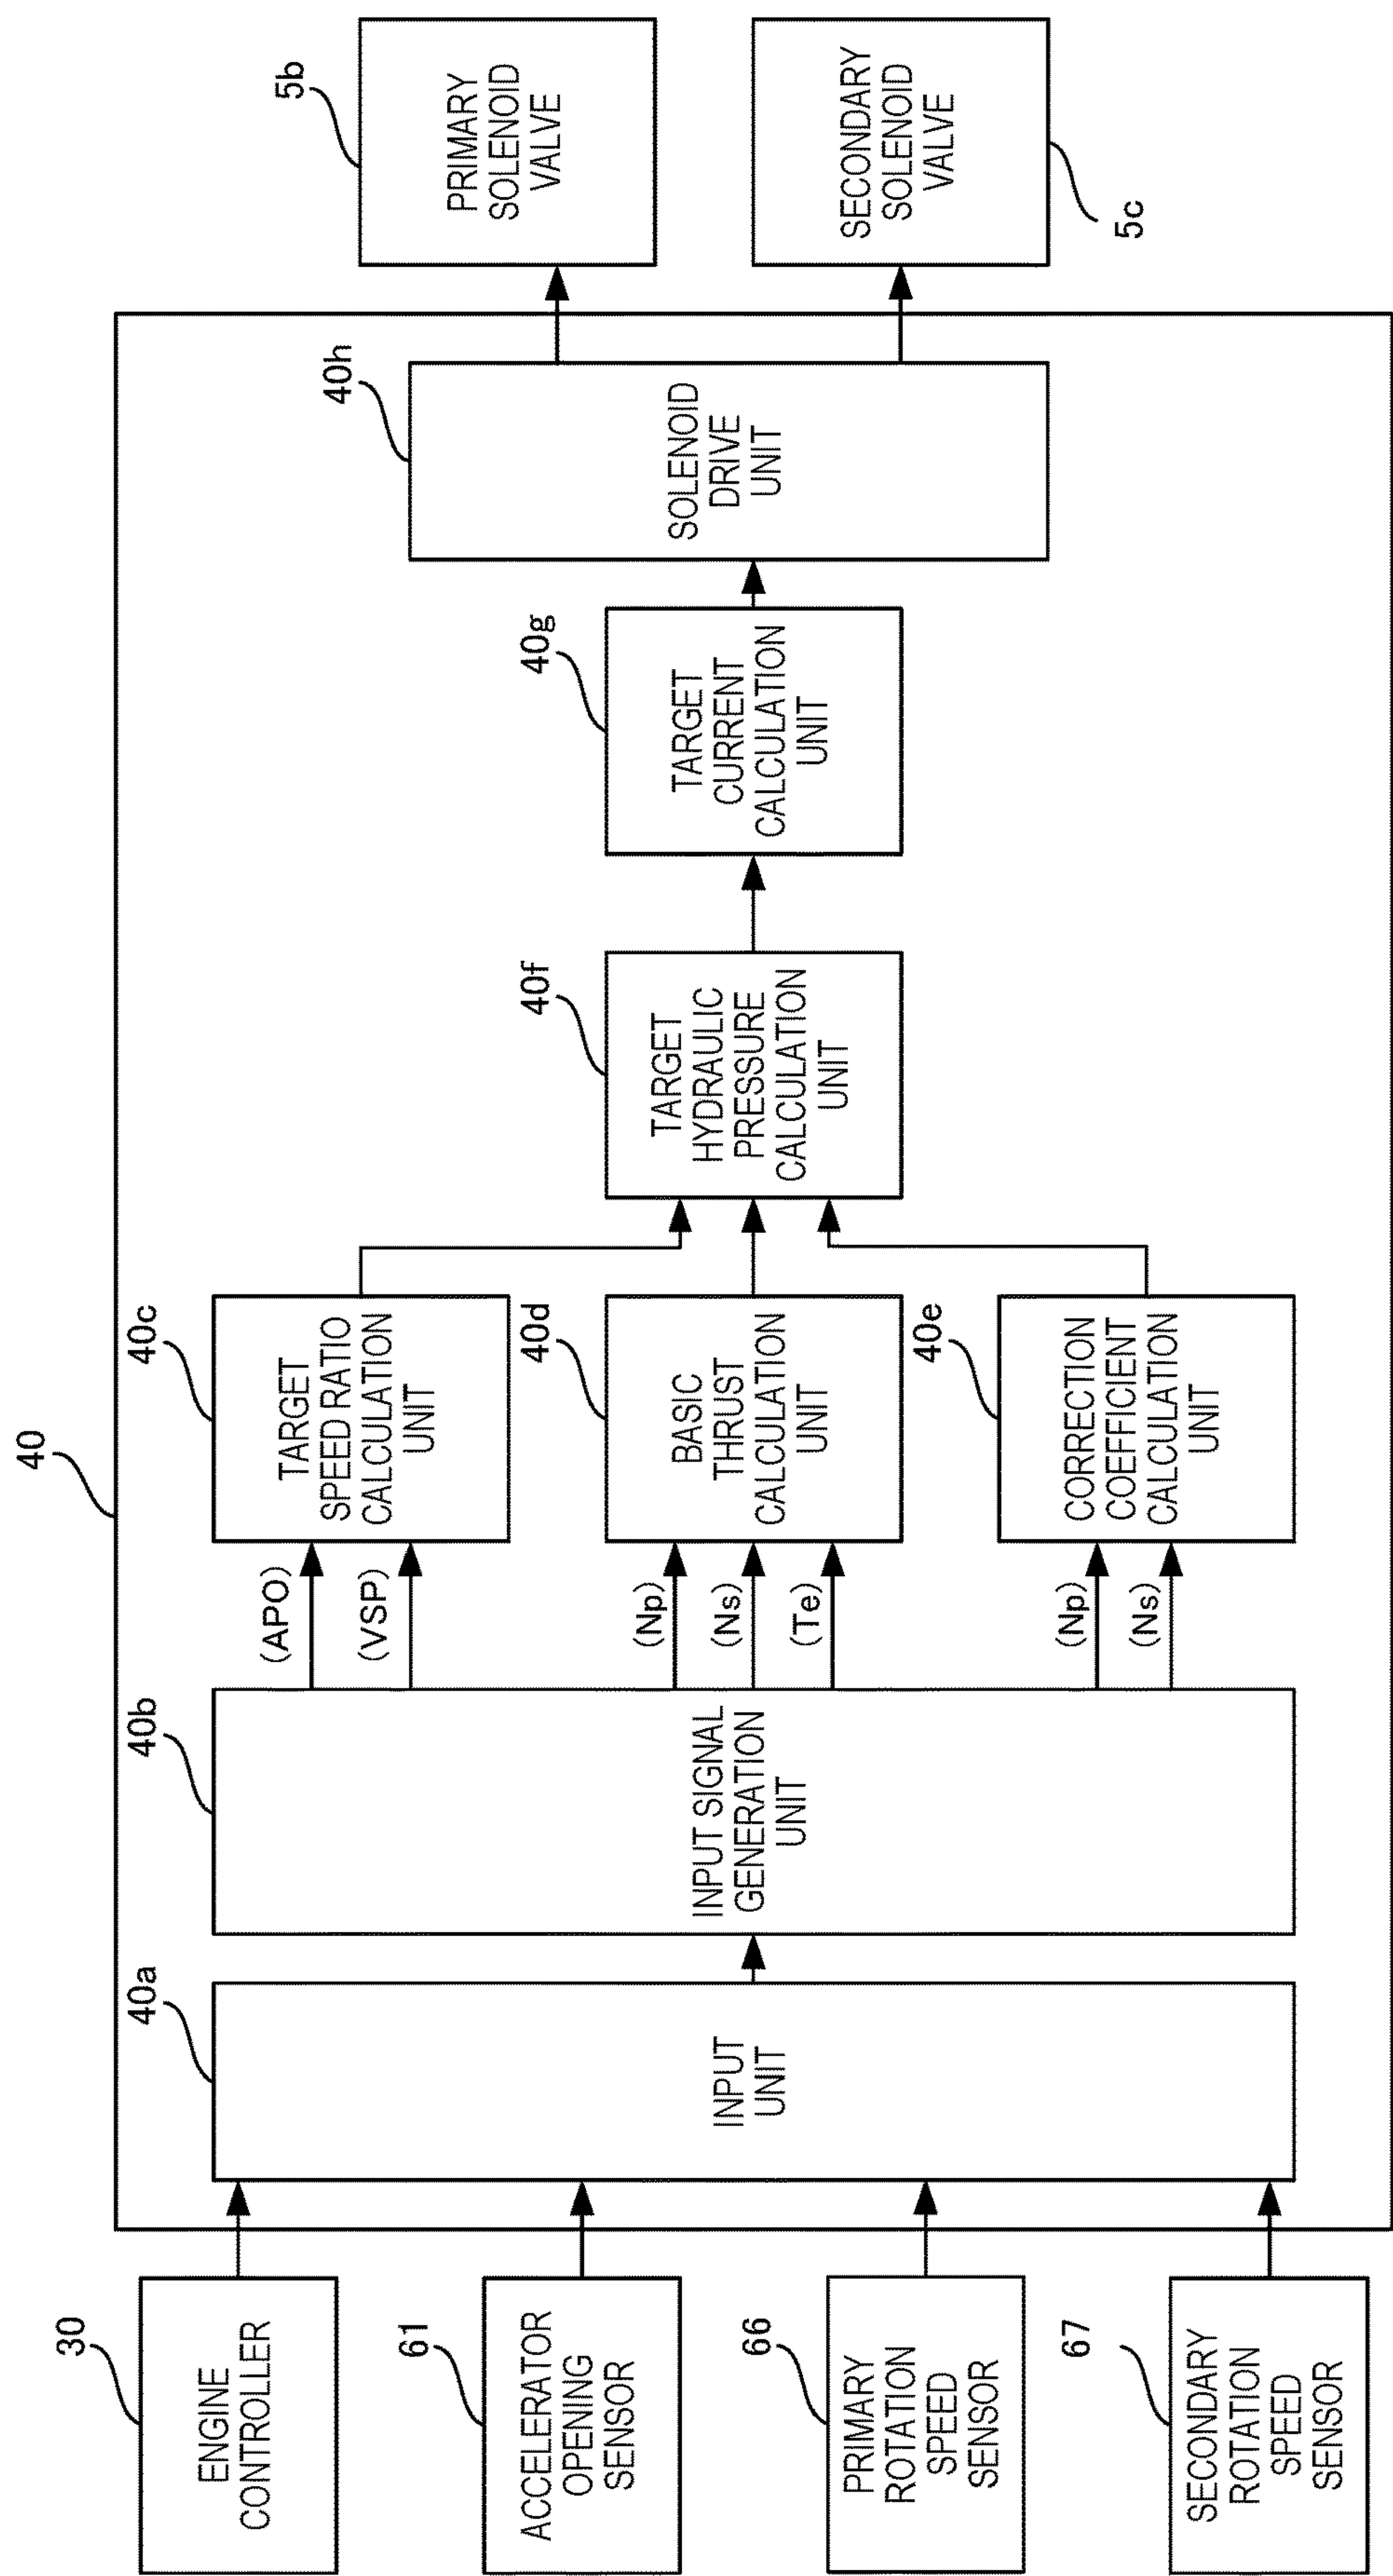 40
30
ENGINE
CONTROLLER
61
ACCELERATOR
OPENING
SENSOR
66
PRIMARY
ROTATION
SPEED
SENSOR
67
SECONDARY
ROTATION
SPEED
SENSOR
40a
INPUT
UNIT
40b
INPUT SIGNAL
GENERATION
UNIT
(APO)
(VSP)
(Np)
(Ns)
(Te)
(Np)
(Ns)
40c
TARGET
SPEED RATIO
CALCULATION
UNIT
40d
BASIC
THRUST
CALCULATION
UNIT
40e
CORRECTION
COEFFICIENT
CALCULATION
UNIT
40f
TARGET
HYDRAULIC
PRESSURE
CALCULATION
UNIT
40g
TARGET
CURRENT
CALCULATION
UNIT
40h
SOLENOID
DRIVE
UNIT
5b
PRIMARY
SOLENOID
VALVE
SECONDARY
SOLENOID
VALVE
5c